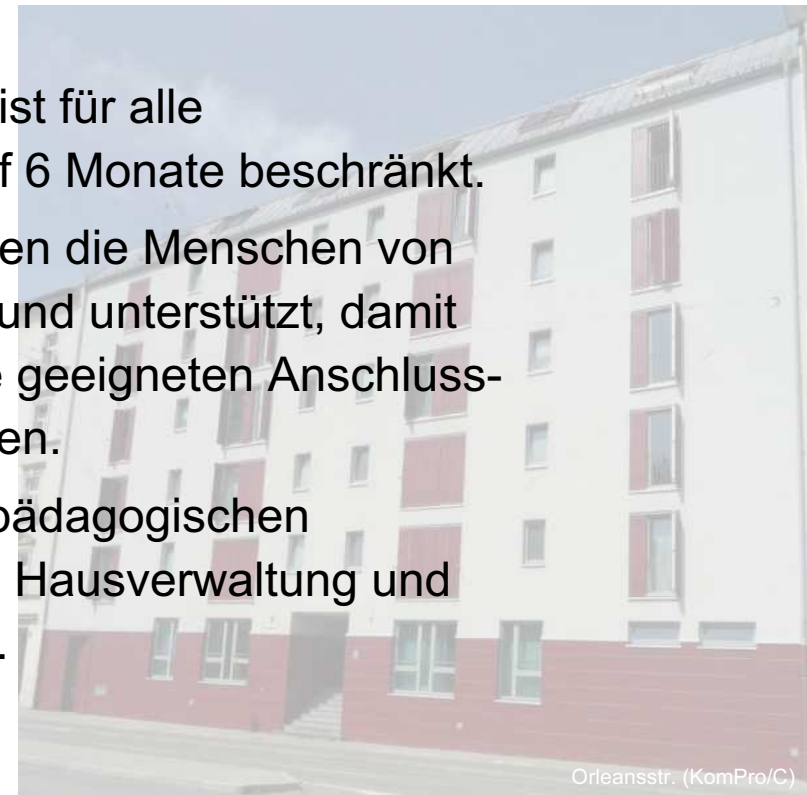 ist für alle
f 6 Monate beschränkt.
en die Menschen von
und unterstützt, damit
e geeigneten Anschluss-
en.
pädagogischen
Hausverwaltung und
.
Orleansstr. (KomPro/C)